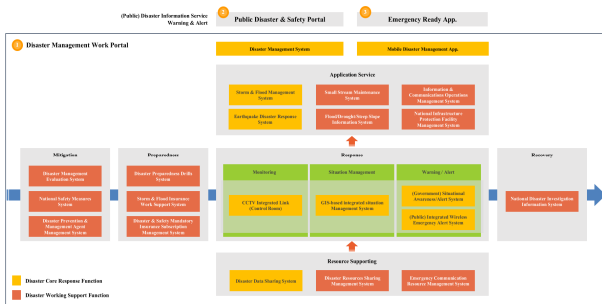 (Public) Disaster Information Service
Warning & Alert
2
Public Disaster & Safety Portal
3
Emergency Ready App.
1
Disaster Management Work Portal
Disaster Management System
Mobile Disaster Management App.
Application Service
Storm & Flood Management
System
Small Stream Maintenance
System
Information &
Communications Operations
Management System
Earthquake Disaster Response
System
Flood/Drought/Steep Slope
Information System
National Infrastructure
Protection Facility
Management System
Mitigation
Preparedness
Response
Recovery
Disaster Management
Evaluation System
National Safety Measures
System
Disaster Prevention &
Management Agent
Management System
Disaster Preparedness Drills
System
Storm & Flood Insurance
Work Support System
Disaster & Safety Mandatory
Insurance Subscription
Management System
Monitoring
Situation Management
Warning / Alert
CCTV Integrated Link
(Control Room)
GIS-based integrated situation
Management System
(Government) Situational
Awareness/Alert System
(Public) Integrated Wireless
Emergency Alert System
National Disaster Investigation
Information System
Resource Supporting
Disaster Data Sharing System
Disaster Resources Sharing
Management System
Emergency Communication
Resource Management System
Disaster Core Response Function
Disaster Working Support Function